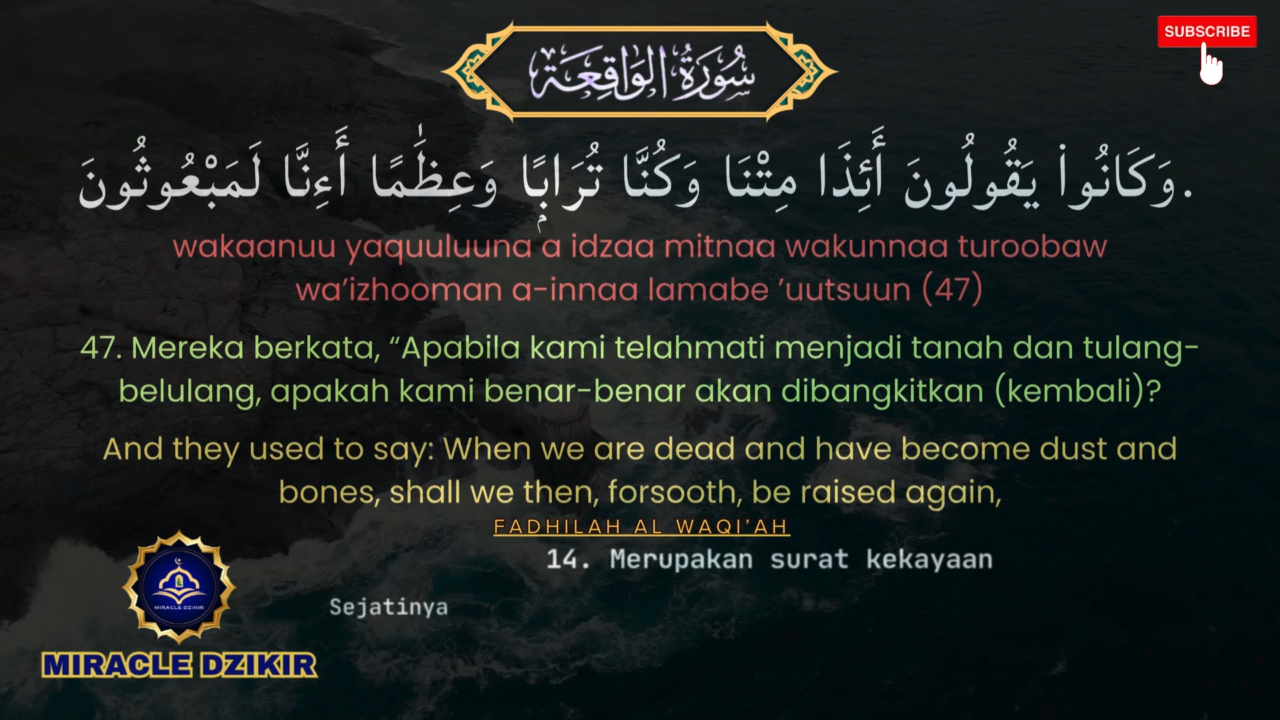 SUBSCRIBE
سُورَةُ الوَاقِعَة
وَكَانُوا۟ يَقُولُونَ أَئِذَا مِتْنَا وَكُنَّا تُرَابًۭا وَعِظَٰمًا أَءِنَّا لَمَبْعُوثُونَ.
wakaanuu yaquuluuna a idzaa mitnaa wakunnaa turoobaw
wa’izhooman a-innaa lamabe ’uutsuun (47)
47. Mereka berkata, “Apabila kami telahmati menjadi tanah dan tulang-
belulang, apakah kami benar-benar akan dibangkitkan (kembali)?
And they used to say: When we are dead and have become dust and
bones, shall we then, forsooth, be raised again,
FADHILAH AL WAQI’AH
14. Merupakan surat kekayaan
Sejatinya
MIRACLE DZIKIR
MIRACLE DZIKIR